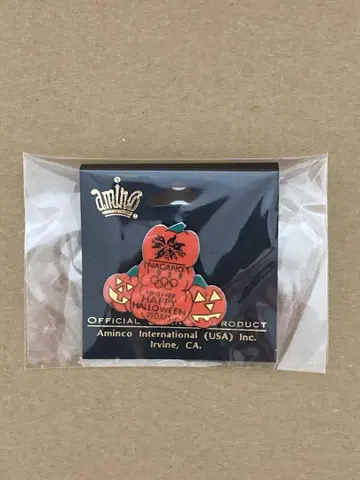 aminco
NAGANO
HAPPY
HALLOWEEN
OFFICIAL PRODUCT
Aminco International (USA) Inc.
Irvine, CA.